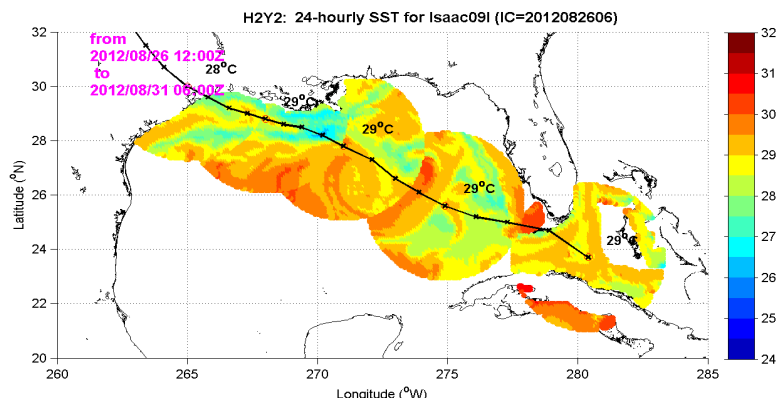 H2Y2: 24-hourly SST for Isaac09l (IC=2012082606)
from
2012/08/26 12:00Z
to
2012/08/31 06:00Z
28°C
29°C
29°C
29°C
29°C
32
30
28
26
24
22
20
260
265
270
275
280
285
Latitude (°N)
Longitude (°W)
32
31
30
29
28
27
26
25
24